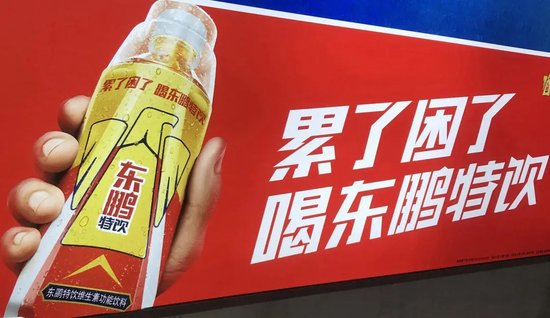 累了困了 喝东鹏特饮
东鹏
特饮
东鹏特饮维生素功能饮料
累了困了
喝东鹏特饮